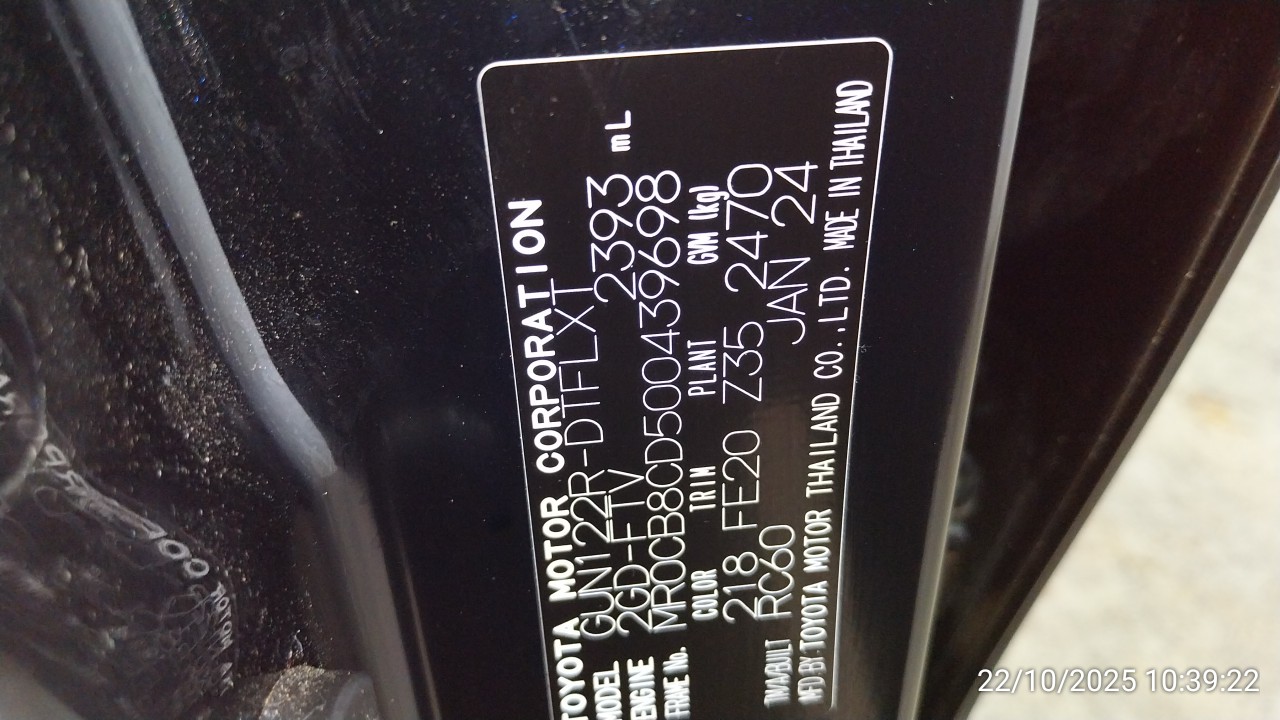 TOYOTA MOTOR CORPORATION
MODEL GUN122R-DTFLXT
ENGINE 2GD-FTV 2393 mL
FRAME No. MR0CB8CD500439698
COLOR TRIM PLANT GVM (kg)
218 FE20 Z35 2470
TMA/BUILT RC60 JAN 24
MFD BY TOYOTA MOTOR THAILAND CO.,LTD. MADE IN THAILAND
22/10/2025 10:39:22